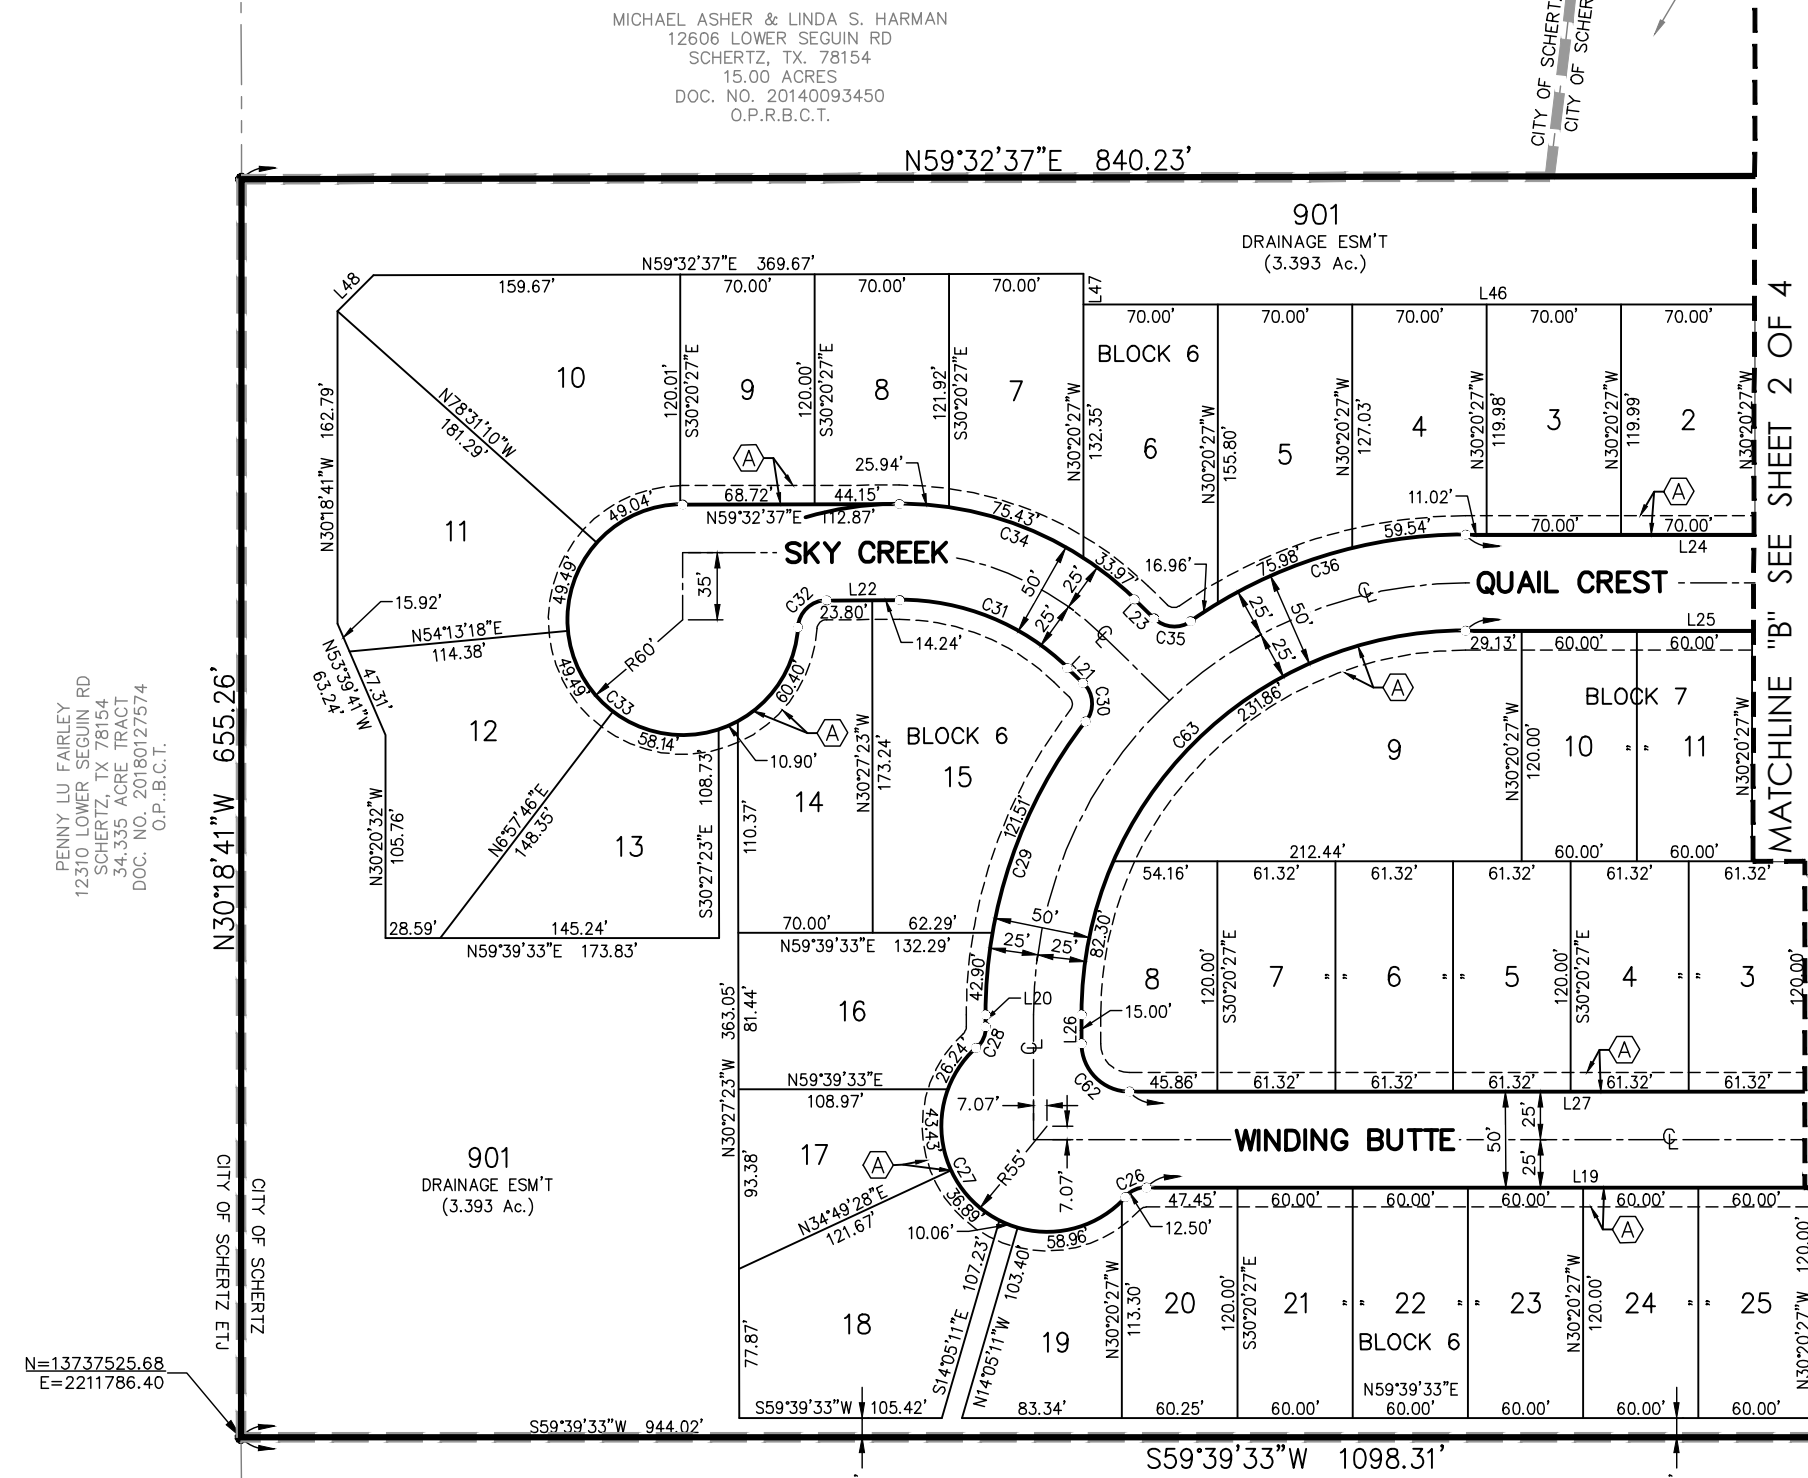 MICHAEL ASHER & LINDA S. HARMAN
12606 LOWER SEGUIN RD
SCHERTZ, TX. 78154
15.00 ACRES
DOC. NO. 20140093450
O.P.R.B.C.T.
CITY OF SCHERTZ
CITY OF SCHER
N59°32'37"E 840.23'
901
DRAINAGE ESM'T
(3.393 Ac.)
MATCHLINE "B" SEE SHEET 2 OF 4
L48
N59°32'37"E 369.67'
159.67'
70.00'
70.00'
70.00'
L47
L46
70.00'
70.00'
70.00'
70.00'
70.00'
BLOCK 6
10
9
8
7
6
5
4
3
2
120.01'
S30°20'27"E
120.00'
S30°20'27"E
121.92'
S30°20'27"E
N30°20'27"W
132.35'
N30°20'27"W
155.80'
N30°20'27"W
127.03'
N30°20'27"W
119.98'
N30°20'27"W
119.99'
N30°20'27"W
N78°31'10"W
181.29'
N30°18'41"W 162.79'
11
A
25.94'
68.72'
44.15'
N59°32'37"E 112.87'
49.04'
75.43'
C34
33.97'
16.96'
75.98'
C36
59.54'
11.02'
70.00'
70.00'
A
L24
SKY CREEK
QUAIL CREST
35'
50'
25'
25'
L23
C35
25'
50'
25'
℄
℄
49.49'
15.92'
N54°13'18"E
114.38'
C32
L22
23.80'
C31
14.24'
L21
C30
R60'
C33
49.49'
60.40'
58.14'
A
10.90'
N53°39'41"W
63.24'
47.31'
12
L25
29.13'
60.00'
60.00'
A
BLOCK 7
231.86'
C63
9
10
" "
11
N30°20'27"W
120.00'
N30°20'27"W
BLOCK 6
15
14
N30°27'23"W
173.24'
110.37'
108.73'
S30°27'23"E
13
N6°57'46"E
148.35'
N30°20'32"W
105.76'
28.59'
145.24'
N59°39'33"E 173.83'
70.00'
62.29'
N59°39'33"E 132.29'
121.51'
C29
50'
25'
25'
42.90'
82.30'
212.44'
60.00'
60.00'
54.16'
61.32'
61.32'
61.32'
61.32'
61.32'
8
7
" "
6
" "
5
4
" "
3
120.00'
S30°20'27"E
120.00'
S30°20'27"E
120.00'
PENNY LU FAIRLEY
12310 LOWER SEGUIN RD
SCHERTZ, TX 78154
34.335 ACRE TRACT
DOC. NO. 20180127574
O.P..B.C.T.
N30°18'41"W 655.26'
16
N30°27'23"W 363.05'
81.44'
L20
C28
L26
15.00'
℄
26.24'
C62
45.86'
61.32'
61.32'
61.32'
61.32'
A
L27
N59°39'33"E
108.97'
7.07'
7.07'
43.43'
17
A
C27
R55'
WINDING BUTTE
50'
25'
25'
℄
93.38'
N34°49'28"E
121.67'
36.89'
10.06'
58.96'
C26
12.50'
47.45'
60.00'
60.00'
60.00'
60.00'
60.00'
L19
A
901
DRAINAGE ESM'T
(3.393 Ac.)
CITY OF SCHERTZ
CITY OF SCHERTZ ETJ
18
77.87'
S14°05'11"E 107.23'
N14°05'11"W 103.40'
19
N30°20'27"W
113.30'
20
120.00'
S30°20'27"E
21
" "
22
" "
23
N30°20'27"W
120.00'
24
" "
25
N30°20'27"W 120.00'
BLOCK 6
N59°39'33"E
S59°39'33"W 105.42'
83.34'
60.25'
60.00'
60.00'
60.00'
60.00'
60.00'
N=13737525.68
E=2211786.40
S59°39'33"W 944.02'
S59°39'33"W 1098.31'